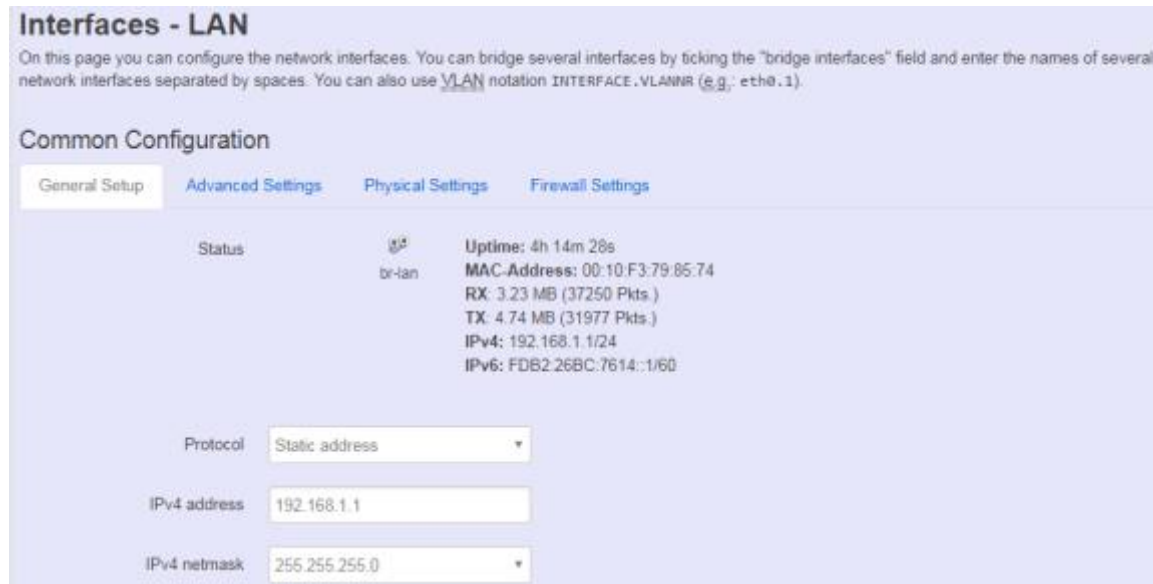 Interfaces - LAN
On this page you can configure the network interfaces. You can bridge several interfaces by ticking the "bridge interfaces" field and enter the names of several
network interfaces separated by spaces. You can also use VLAN notation INTERFACE.VLANNR (e.g.: eth0.1).
Common Configuration
General Setup Advanced Settings Physical Settings Firewall Settings
Status br-lan
Uptime: 4h 14m 28s
MAC-Address: 00:10:F3:79:85:74
RX: 3.23 MB (37250 Pkts.)
TX: 4.74 MB (31977 Pkts.)
IPv4: 192.168.1.1/24
IPv6: FDB2:26BC:7614::1/60
Protocol Static address
IPv4 address 192.168.1.1
IPv4 netmask 255.255.255.0